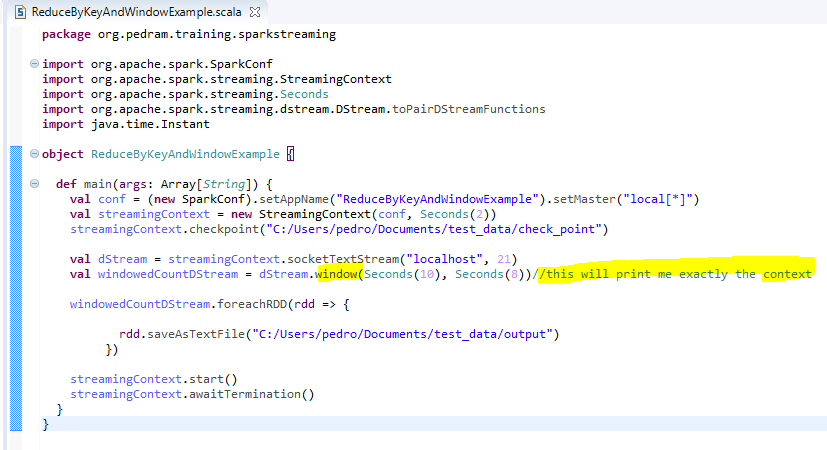 ReduceByKeyAndWindowExample.scala
package org.pedram.training.sparkstreaming
import org.apache.spark.SparkConf
import org.apache.spark.streaming.StreamingContext
import org.apache.spark.streaming.Seconds
import org.apache.spark.streaming.dstream.DStream.toPairDStreamFunctions
import java.time.Instant
object ReduceByKeyAndWindowExample {
def main(args: Array[String]) {
val conf = (new SparkConf).setAppName("ReduceByKeyAndWindowExample").setMaster("local[*]")
val streamingContext = new StreamingContext(conf, Seconds(2))
streamingContext.checkpoint("C:/Users/pedro/Documents/test_data/check_point")
val dStream = streamingContext.socketTextStream("localhost", 21)
val windowedCountDStream = dStream.window(Seconds(10), Seconds(8))//this will print me exactly the context
windowedCountDStream.foreachRDD(rdd => {
rdd.saveAsTextFile("C:/Users/pedro/Documents/test_data/output")
})
streamingContext.start()
streamingContext.awaitTermination()
}
}